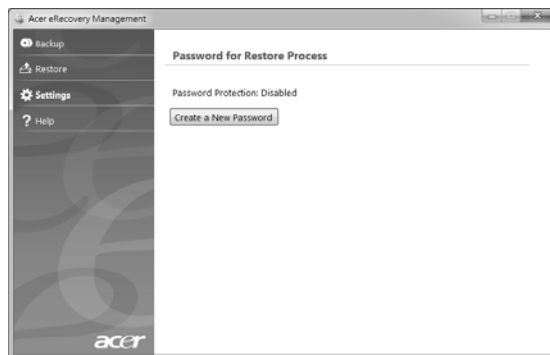 Acer eRecovery Management
Backup
Restore
Settings
Help
Password for Restore Process
Password Protection: Disabled
Create a New Password
acer